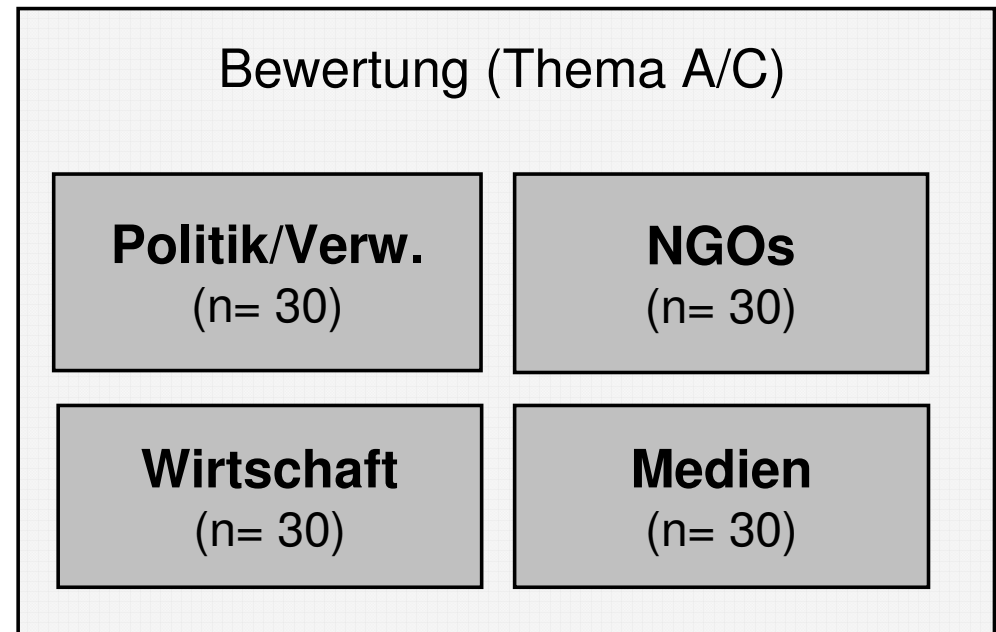 Bewertung (Thema A/C)
Politik/Verw.
(n= 30)
NGOs
(n= 30)
Wirtschaft
(n= 30)
Medien
(n= 30)